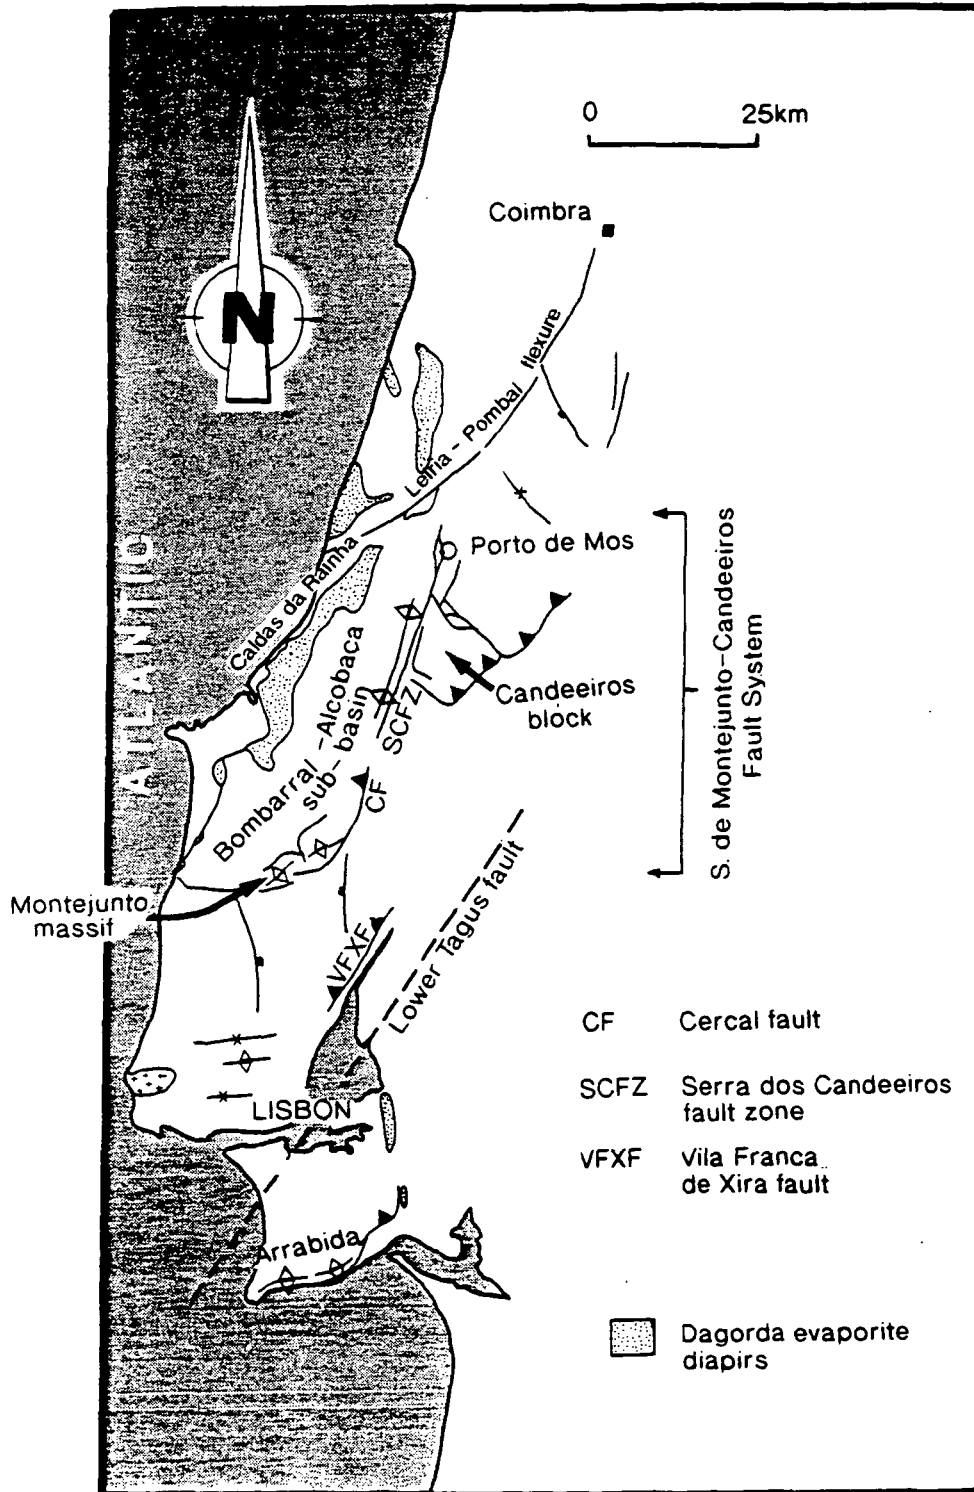 0 25km
Coimbra
N
Leiria - Pombal flexure
Porto de Mos
Caldas da Rainha
ATLANTIC
S. de Montejunto-Candeeiros
Fault System
Bombarral - Alcobaca
sub-basin
SCFZ
Candeeiros
block
CF
Montejunto
massif
VFXF
Lower Tagus fault
CF Cercal fault
SCFZ Serra dos Candeeiros
fault zone
LISBON
VFXF Vila Franca
de Xira fault
Arrabida
Dagorda evaporite
diapirs